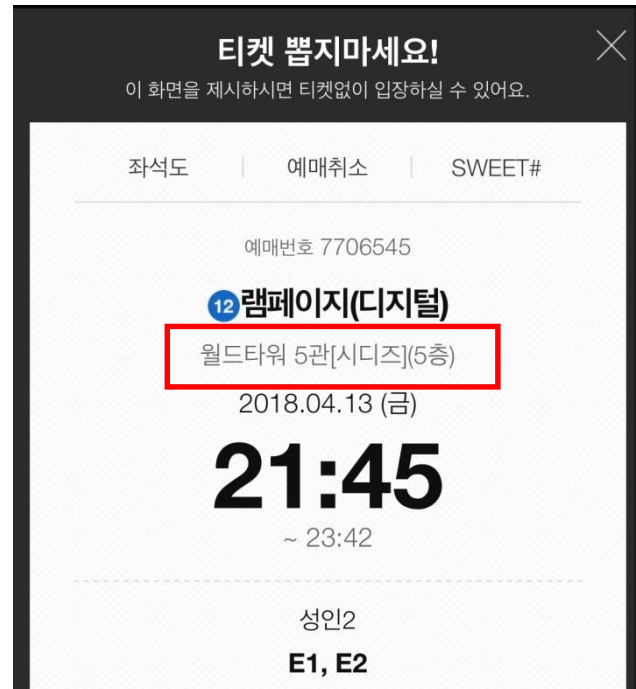 티켓 뽑지마세요!
이 화면을 제시하시면 티켓없이 입장하실 수 있어요.
좌석도 예매취소 SWEET#
예매번호 7706545
12 램페이지(디지털)
월드타워 5관[시디즈](5층)
2018.04.13 (금)
21:45
~ 23:42
성인2
E1, E2